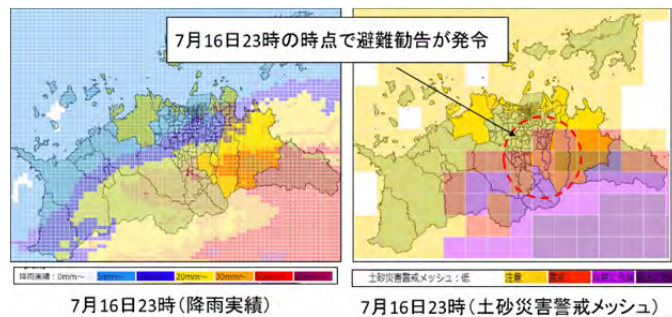 7月16日23時の時点で避難勧告が発令
降雨実績:0mm~ 5mm~ 20mm~ 30mm~
土砂災害警戒メッシュ:低 注意 警戒
7月16日23時(降雨実績)
7月16日23時(土砂災害警戒メッシュ)